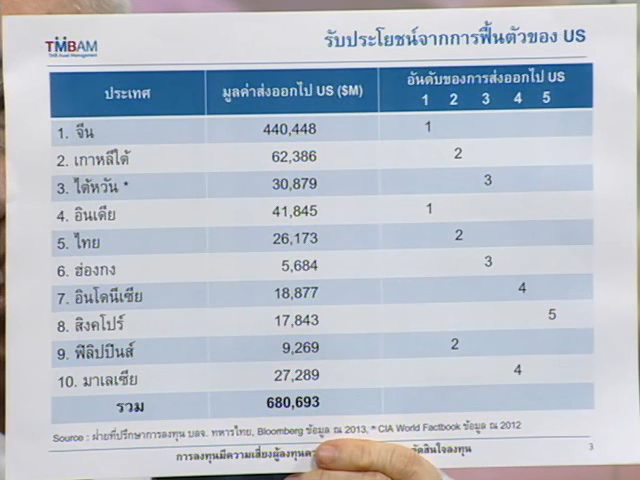 TMBAM
TMB Asset Management
รับประโยชน์จากการฟื้นตัวของ US
ประเทศ มูลค่าส่งออกไป US ($M) อันดับของการส่งออกไป US
1 2 3 4 5
1. จีน 440,448 1
2. เกาหลีใต้ 62,386 2
3. ไต้หวัน * 30,879 3
4. อินเดีย 41,845 1
5. ไทย 26,173 2
6. ฮ่องกง 5,684 3
7. อินโดนีเซีย 18,877 4
8. สิงคโปร์ 17,843 5
9. ฟิลิปปินส์ 9,269 2
10. มาเลเซีย 27,289 4
รวม 680,693
Source : ฝ่ายที่ปรึกษาการลงทุน บลจ. ทหารไทย, Bloomberg ข้อมูล ณ 2013, * CIA World Factbook ข้อมูล ณ 2012
การลงทุนมีความเสี่ยงผู้ลงทุนคว ตัดสินใจลงทุน 3